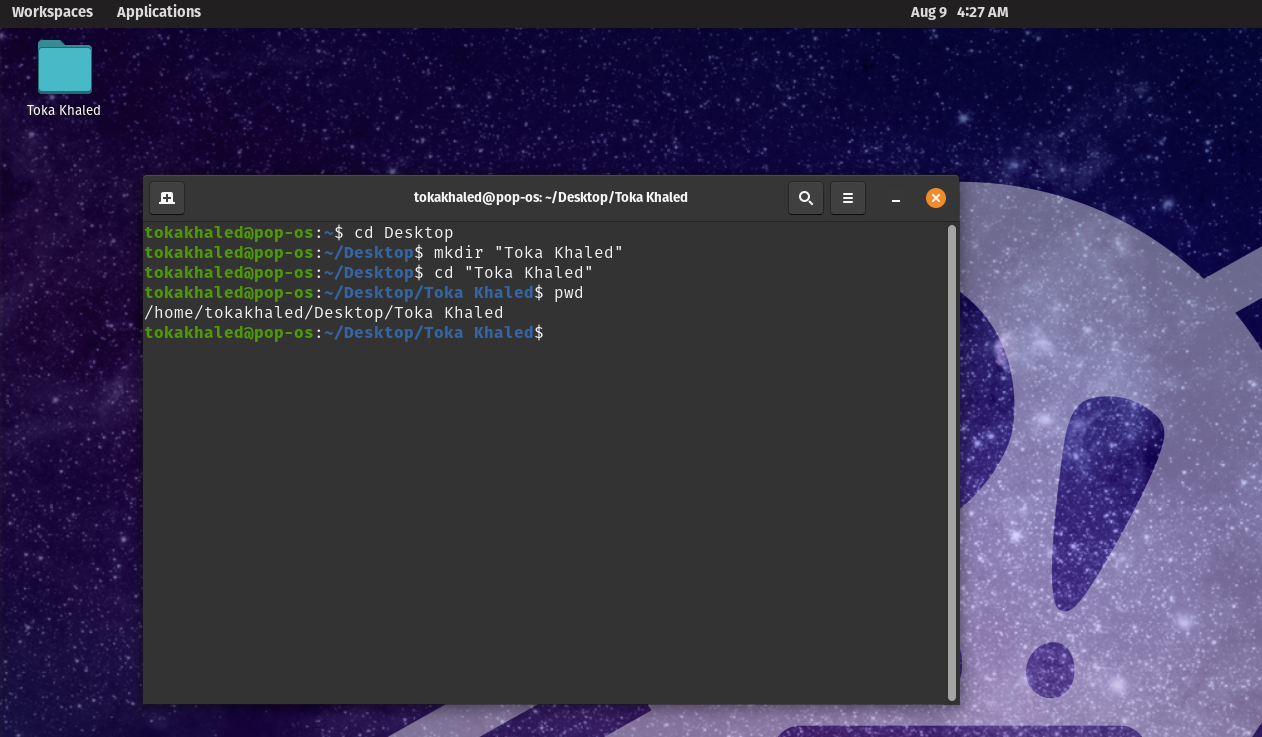 Workspaces Applications Aug 9 4:27 AM
Toka Khaled
tokakhaled@pop-os: ~/Desktop/Toka Khaled
tokakhaled@pop-os:~$ cd Desktop
tokakhaled@pop-os:~/Desktop$ mkdir "Toka Khaled"
tokakhaled@pop-os:~/Desktop$ cd "Toka Khaled"
tokakhaled@pop-os:~/Desktop/Toka Khaled$ pwd
/home/tokakhaled/Desktop/Toka Khaled
tokakhaled@pop-os:~/Desktop/Toka Khaled$